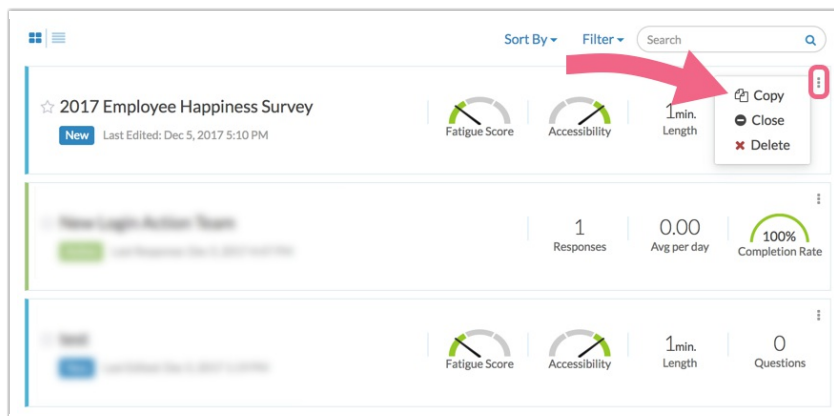 Sort By
Filter
Search
2017 Employee Happiness Survey
New Last Edited: Dec 5, 2017 5:10 PM
Fatigue Score
Accessibility
1min.
Length
Copy
Close
Delete
1
Responses
0.00
Avg per day
100%
Completion Rate
Fatigue Score
Accessibility
1min.
Length
0
Questions